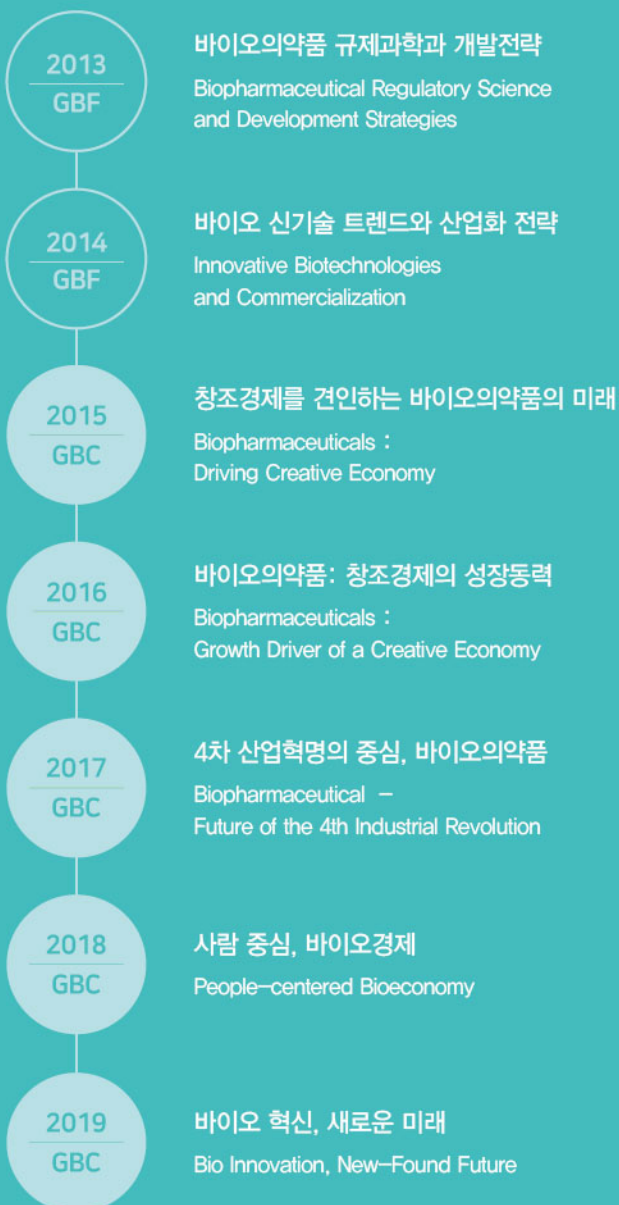 2013
GBF
바이오의약품 규제과학과 개발전략
Biopharmaceutical Regulatory Science
and Development Strategies
2014
GBF
바이오 신기술 트렌드와 산업화 전략
Innovative Biotechnologies
and Commercialization
2015
GBC
창조경제를 견인하는 바이오의약품의 미래
Biopharmaceuticals :
Driving Creative Economy
2016
GBC
바이오의약품: 창조경제의 성장동력
Biopharmaceuticals :
Growth Driver of a Creative Economy
2017
GBC
4차 산업혁명의 중심, 바이오의약품
Biopharmaceutical –
Future of the 4th Industrial Revolution
2018
GBC
사람 중심, 바이오경제
People-centered Bioeconomy
2019
GBC
바이오 혁신, 새로운 미래
Bio Innovation, New-Found Future